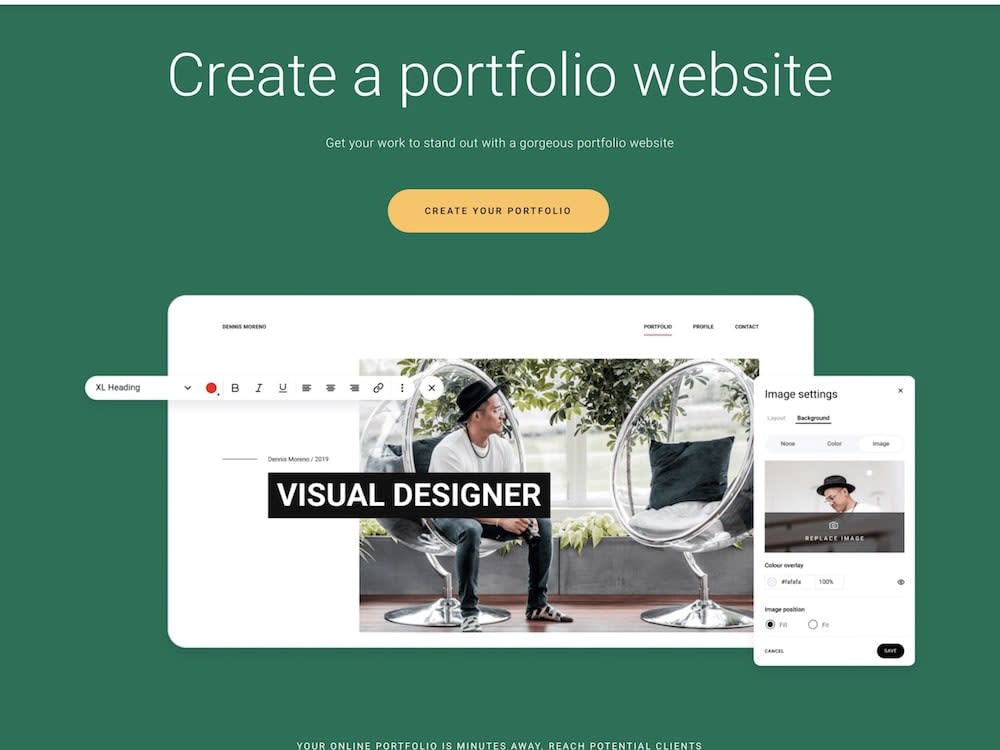 Create a portfolio website
Get your work to stand out with a gorgeous portfolio website
CREATE YOUR PORTFOLIO
DENNIS MORENO
PORTFOLIO PROFILE CONTACT
XL Heading B I U
Dennis Moreno / 2019
VISUAL DESIGNER
Image settings
Layout Background
None Color Image
REPLACE IMAGE
Colour overlay
#fafafa 100%
Image position
Fill Fit
CANCEL SAVE
YOUR ONLINE PORTFOLIO IS MINUTES AWAY. REACH POTENTIAL CLIENTS